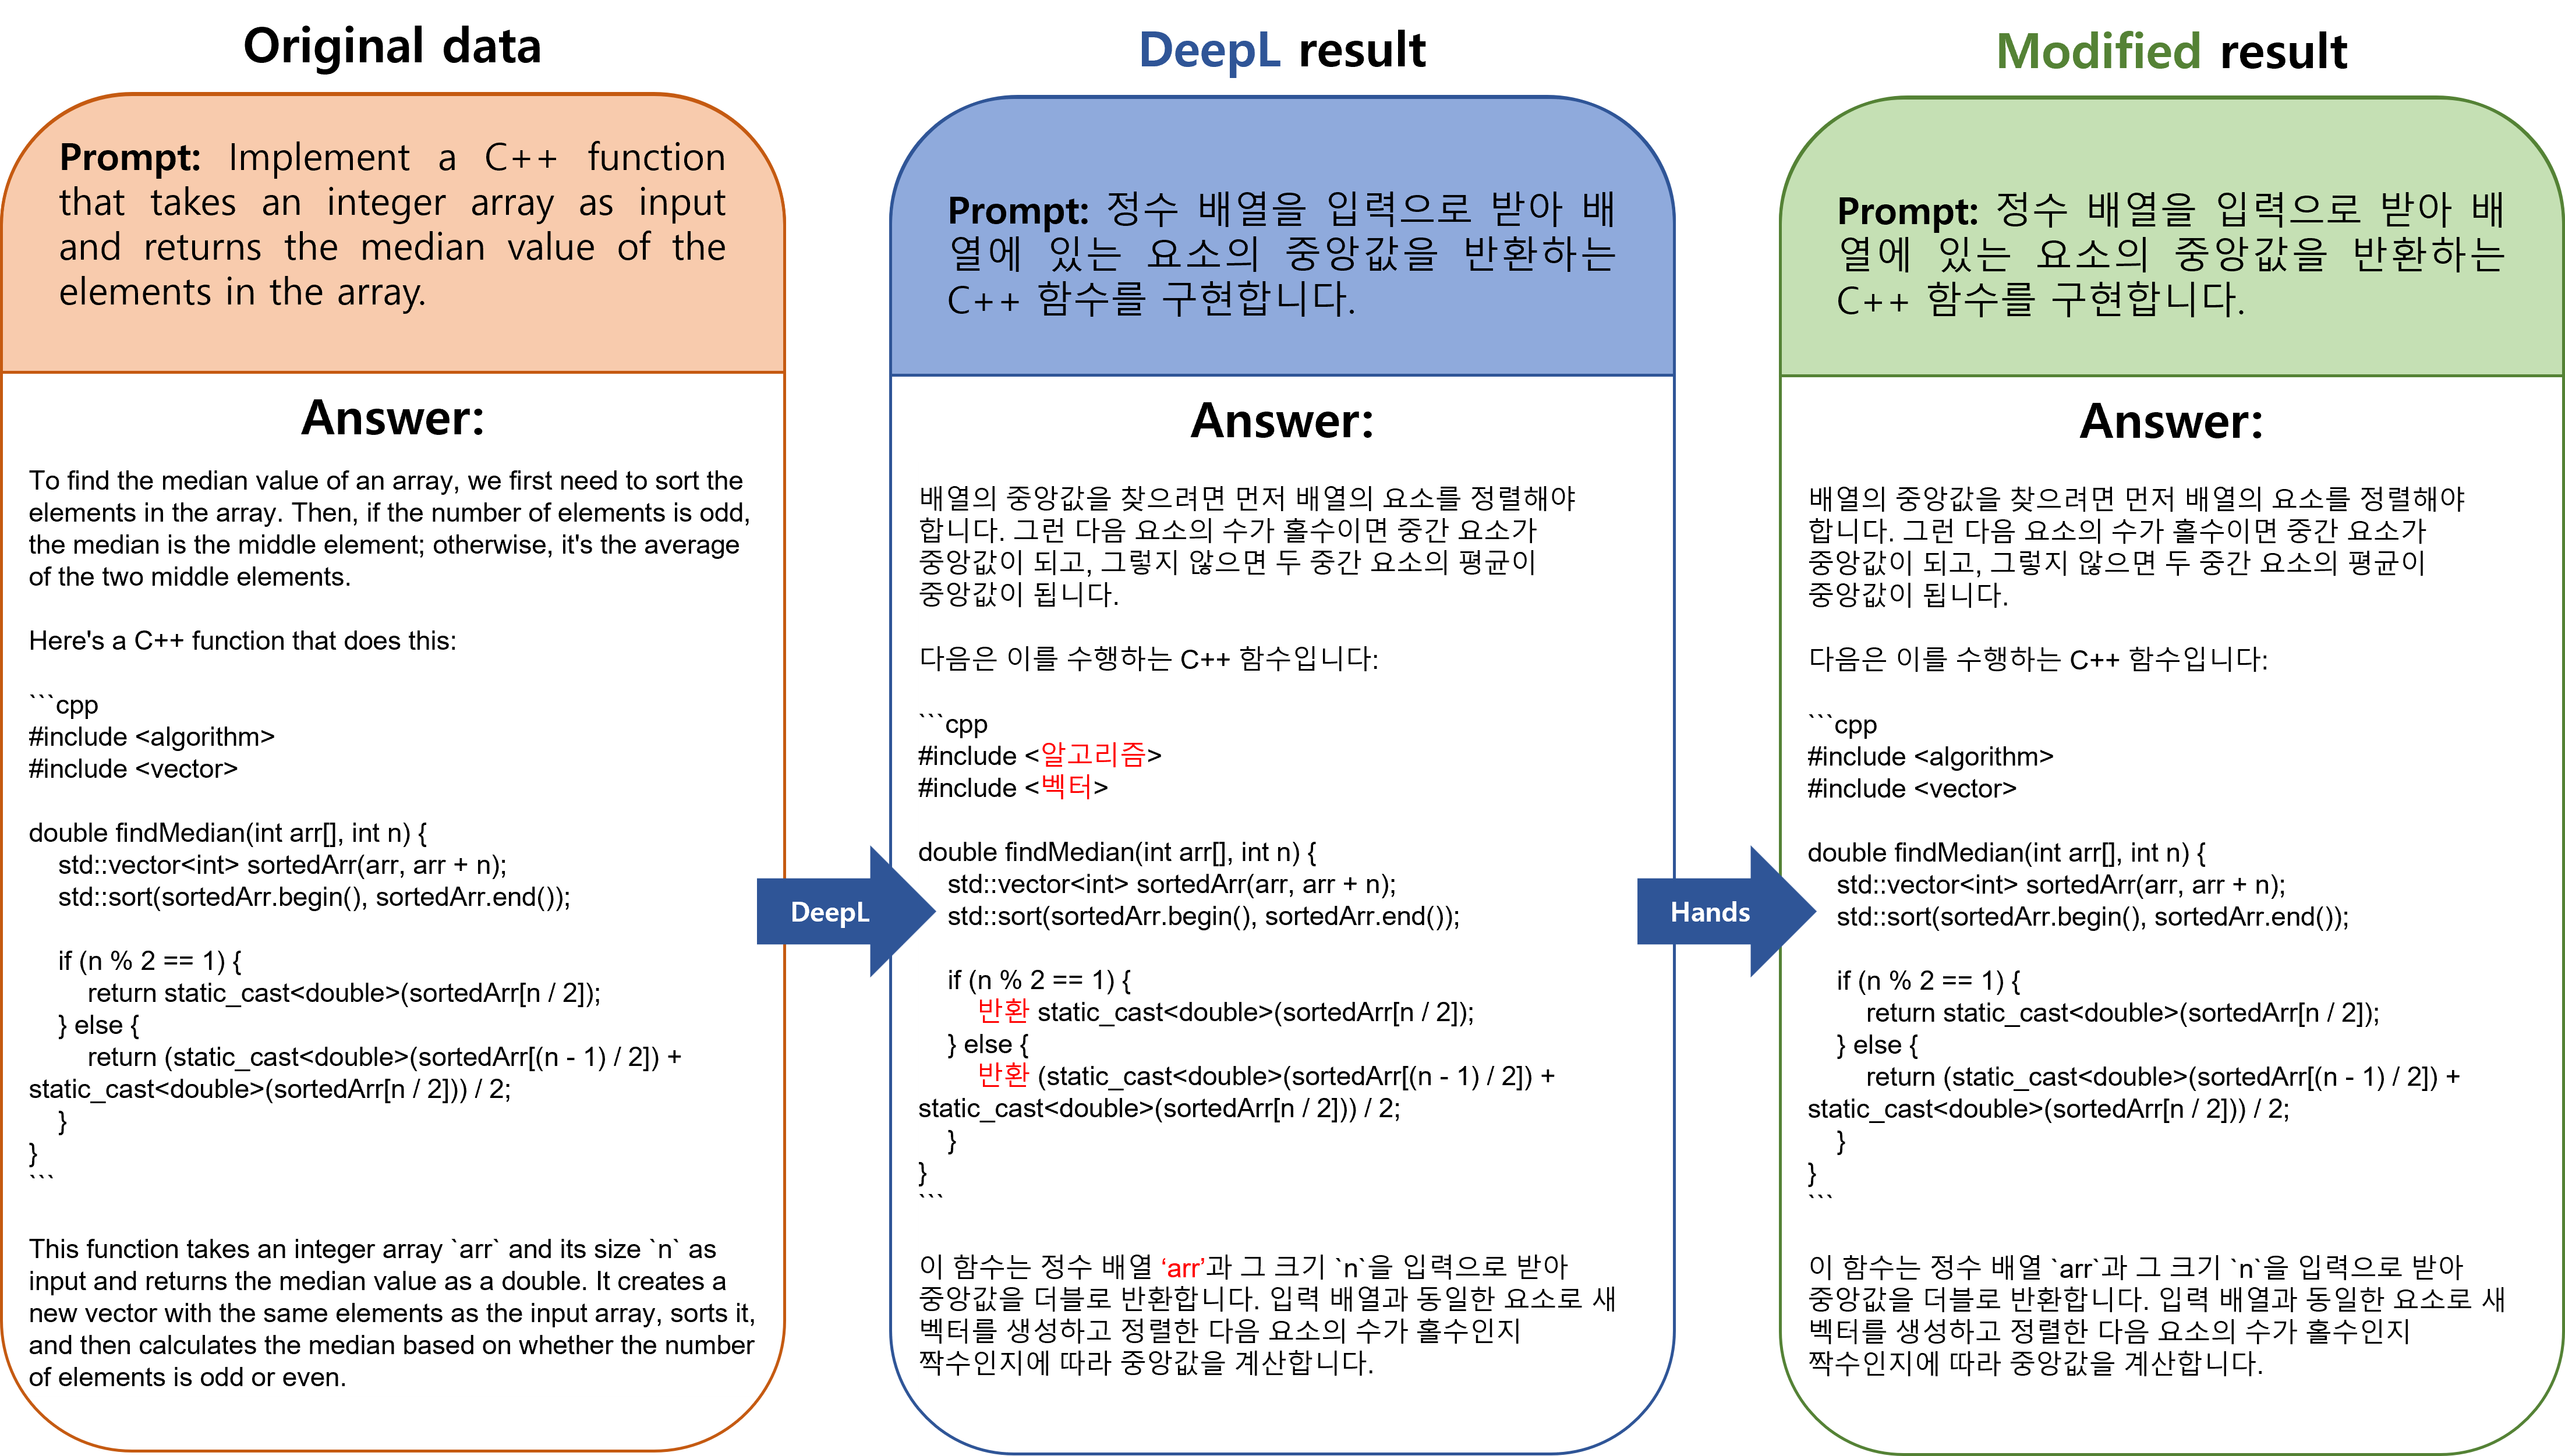 Original data
Prompt: Implement a C++ function
that takes an integer array as input
and returns the median value of the
elements in the array.
Answer:
To find the median value of an array, we first need to sort the
elements in the array. Then, if the number of elements is odd,
the median is the middle element; otherwise, it's the average
of the two middle elements.
Here's a C++ function that does this:
```cpp
#include <algorithm>
#include <vector>
double findMedian(int arr[], int n) {
    std::vector<int> sortedArr(arr, arr + n);
    std::sort(sortedArr.begin(), sortedArr.end());
    if (n % 2 == 1) {
        return static_cast<double>(sortedArr[n / 2]);
    } else {
        return (static_cast<double>(sortedArr[(n - 1) / 2]) +
static_cast<double>(sortedArr[n / 2])) / 2;
    }
}
```
This function takes an integer array `arr` and its size `n` as
input and returns the median value as a double. It creates a
new vector with the same elements as the input array, sorts it,
and then calculates the median based on whether the number
of elements is odd or even.
DeepL
DeepL result
Prompt: 정수 배열을 입력으로 받아 배
열에 있는 요소의 중앙값을 반환하는
C++ 함수를 구현합니다.
Answer:
배열의 중앙값을 찾으려면 먼저 배열의 요소를 정렬해야
합니다. 그런 다음 요소의 수가 홀수이면 중간 요소가
중앙값이 되고, 그렇지 않으면 두 중간 요소의 평균이
중앙값이 됩니다.
다음은 이를 수행하는 C++ 함수입니다:
```cpp
#include <알고리즘>
#include <벡터>
double findMedian(int arr[], int n) {
    std::vector<int> sortedArr(arr, arr + n);
    std::sort(sortedArr.begin(), sortedArr.end());
    if (n % 2 == 1) {
        반환 static_cast<double>(sortedArr[n / 2]);
    } else {
        반환 (static_cast<double>(sortedArr[(n - 1) / 2]) +
static_cast<double>(sortedArr[n / 2])) / 2;
    }
}
```
이 함수는 정수 배열 ‘arr’과 그 크기 `n`을 입력으로 받아
중앙값을 더블로 반환합니다. 입력 배열과 동일한 요소로 새
벡터를 생성하고 정렬한 다음 요소의 수가 홀수인지
짝수인지에 따라 중앙값을 계산합니다.
Hands
Modified result
Prompt: 정수 배열을 입력으로 받아 배
열에 있는 요소의 중앙값을 반환하는
C++ 함수를 구현합니다.
Answer:
배열의 중앙값을 찾으려면 먼저 배열의 요소를 정렬해야
합니다. 그런 다음 요소의 수가 홀수이면 중간 요소가
중앙값이 되고, 그렇지 않으면 두 중간 요소의 평균이
중앙값이 됩니다.
다음은 이를 수행하는 C++ 함수입니다:
```cpp
#include <algorithm>
#include <vector>
double findMedian(int arr[], int n) {
    std::vector<int> sortedArr(arr, arr + n);
    std::sort(sortedArr.begin(), sortedArr.end());
    if (n % 2 == 1) {
        return static_cast<double>(sortedArr[n / 2]);
    } else {
        return (static_cast<double>(sortedArr[(n - 1) / 2]) +
static_cast<double>(sortedArr[n / 2])) / 2;
    }
}
```
이 함수는 정수 배열 `arr`과 그 크기 `n`을 입력으로 받아
중앙값을 더블로 반환합니다. 입력 배열과 동일한 요소로 새
벡터를 생성하고 정렬한 다음 요소의 수가 홀수인지
짝수인지에 따라 중앙값을 계산합니다.